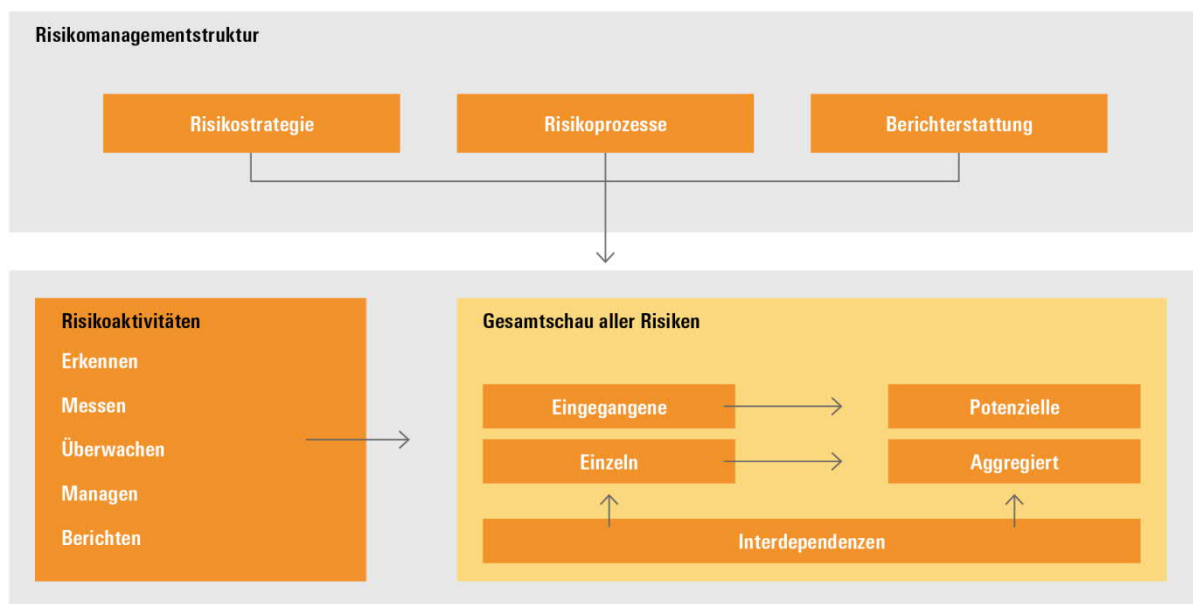 Risikomanagementstruktur
Risikostrategie
Risikoprozesse
Berichterstattung
Risikoaktivitäten
Erkennen
Messen
Überwachen
Managen
Berichten
Gesamtschau aller Risiken
Eingegangene
Potenzielle
Einzeln
Aggregiert
Interdependenzen